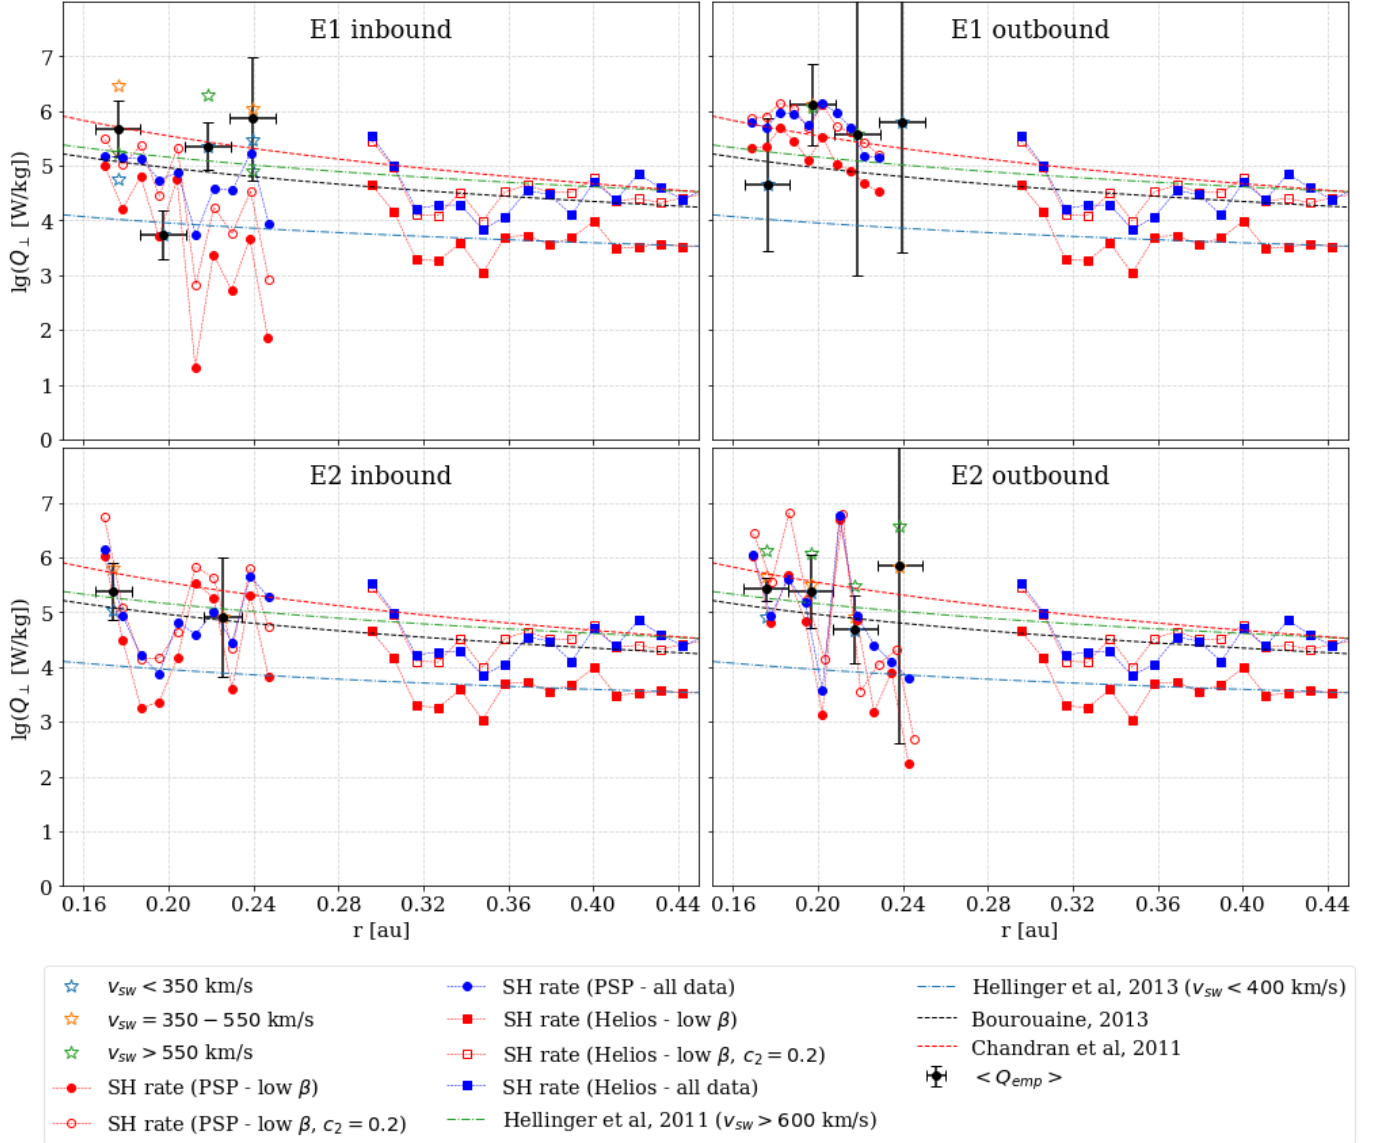 E1 inbound
E1 outbound
7
6
5
4
3
2
1
0
lg(Q⊥ [W/kg])
E2 inbound
E2 outbound
7
6
5
4
3
2
1
0
lg(Q⊥ [W/kg])
0.16 0.20 0.24 0.28 0.32 0.36 0.40 0.44
0.16 0.20 0.24 0.28 0.32 0.36 0.40 0.44
r [au]
r [au]
v_sw < 350 km/s
v_sw = 350 − 550 km/s
v_sw > 550 km/s
SH rate (PSP - low β)
SH rate (PSP - low β, c₂ = 0.2)
SH rate (PSP - all data)
SH rate (Helios - low β)
SH rate (Helios - low β, c₂ = 0.2)
SH rate (Helios - all data)
Hellinger et al, 2011 (v_sw > 600 km/s)
Hellinger et al, 2013 (v_sw < 400 km/s)
Bourouaine, 2013
Chandran et al, 2011
< Q_emp >